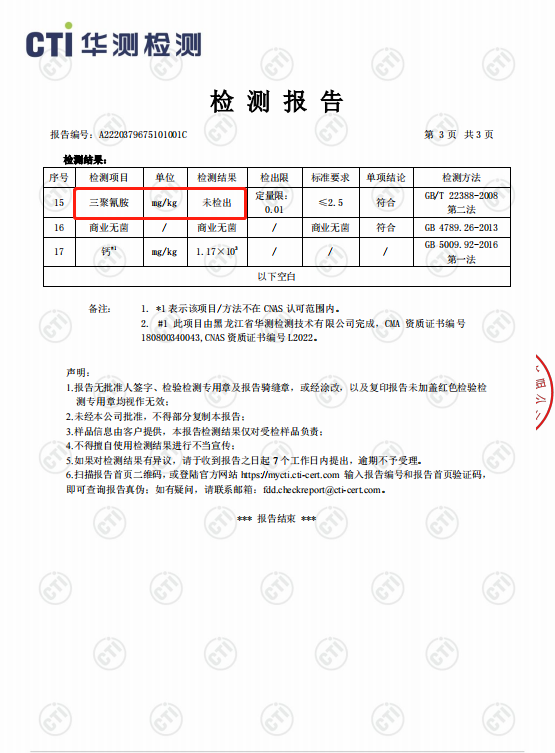 CTI 华测检测
检 测 报 告
报告编号: A2220379675101001C 第 3 页 共 3 页
检测结果:
序号 检测项目 单位 检测结果 检出限 标准要求 单项结论 检测方法
15 三聚氰胺 mg/kg 未检出 定量限: 0.01 ≤2.5 符合 GB/T 22388-2008 第二法
16 商业无菌 / 商业无菌 / 商业无菌 符合 GB 4789.26-2013
17 钙*1 mg/kg 1.17×10³ / / / GB 5009.92-2016 第一法
以下空白
备注: 1. *1 表示该项目/方法不在 CNAS 认可范围内。
2. #1 此项目由黑龙江省华测检测技术有限公司完成, CMA 资质证书编号
180800340043, CNAS 资质证书编号 L2022。
声明:
1.报告无批准人签字、检验检测专用章及报告骑缝章, 或经涂改, 以及复印报告未加盖红色检验检
测专用章均视作无效;
2.未经本公司批准, 不得部分复制本报告;
3.样品信息由客户提供, 本报告检测结果仅对受检样品负责;
4.不得擅自使用检测结果进行不当宣传;
5.如果对检测结果有异议, 请于收到报告之日起 7 个工作日内提出, 逾期不予受理。
6.扫描报告首页二维码, 或登陆官方网站 https://mycti.cti-cert.com 输入报告编号和报告首页验证码,
即可查询报告真伪; 如有疑问, 请联系邮箱: fdd.checkreport@cti-cert.com。
*** 报告结束 ***
限公